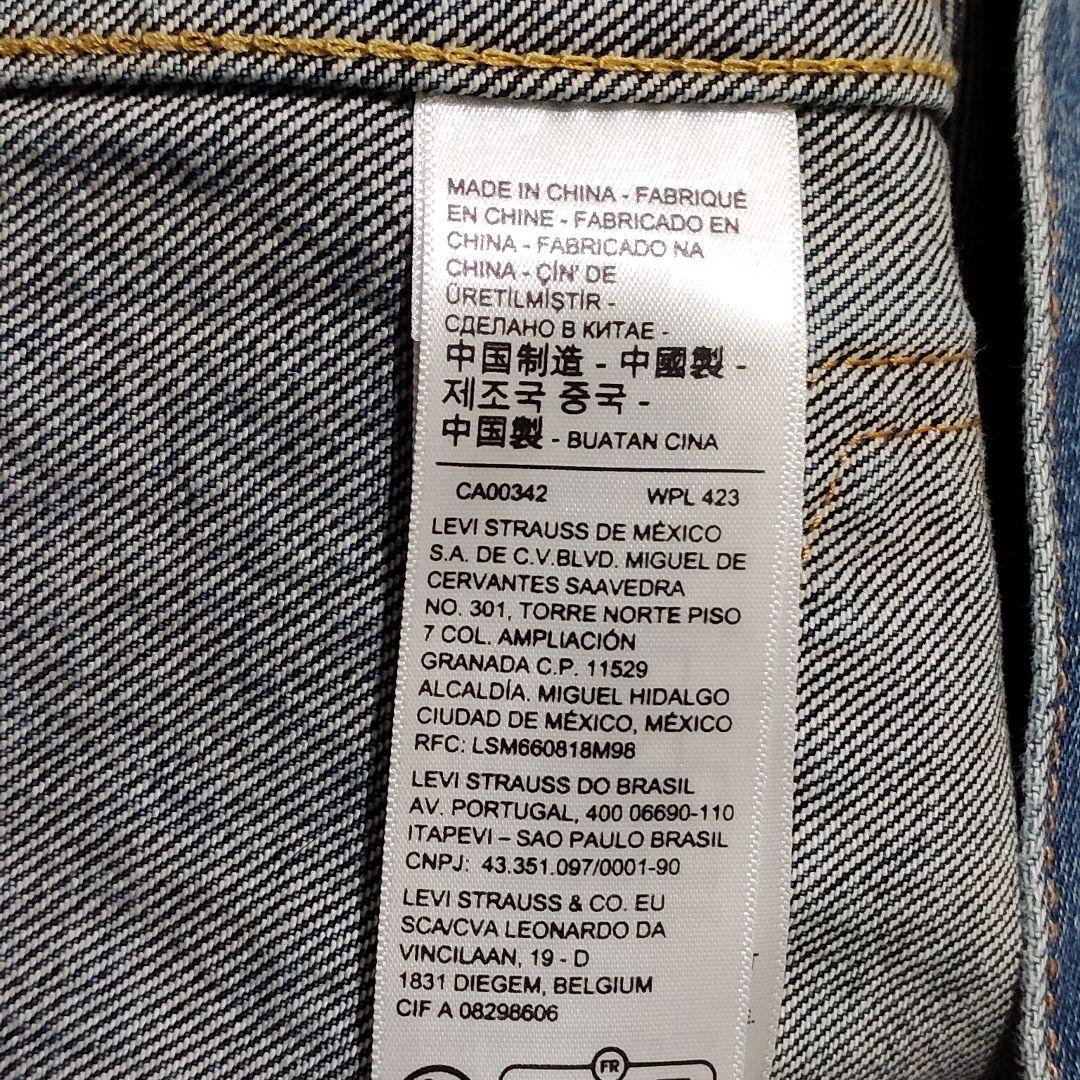 MADE IN CHINA - FABRIQUÉ
EN CHINE - FABRICADO EN
CHINA - FABRICADO NA
CHINA - ÇİN' DE
ÜRETİLMİŞTİR -
СДЕЛАНО В КИТАЕ -
中国制造 - 中國製 -
제조국 중국 -
中国製 - BUATAN CINA
CA00342 WPL 423
LEVI STRAUSS DE MÉXICO
S.A. DE C.V.BLVD. MIGUEL DE
CERVANTES SAAVEDRA
NO. 301, TORRE NORTE PISO
7 COL. AMPLIACIÓN
GRANADA C.P. 11529
ALCALDÍA. MIGUEL HIDALGO
CIUDAD DE MÉXICO, MÉXICO
RFC: LSM660818M98
LEVI STRAUSS DO BRASIL
AV. PORTUGAL, 400 06690-110
ITAPEVI – SAO PAULO BRASIL
CNPJ: 43.351.097/0001-90
LEVI STRAUSS & CO. EU
SCA/CVA LEONARDO DA
VINCILAAN, 19 - D
1831 DIEGEM, BELGIUM
CIF A 08298606
FR